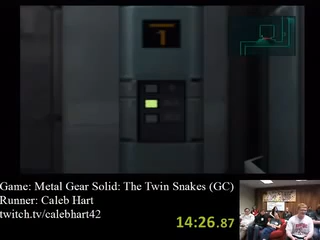 1
Game: Metal Gear Solid: The Twin Snakes (GC)
Runner: Caleb Hart
twitch.tv/calebhart42
14:26.87